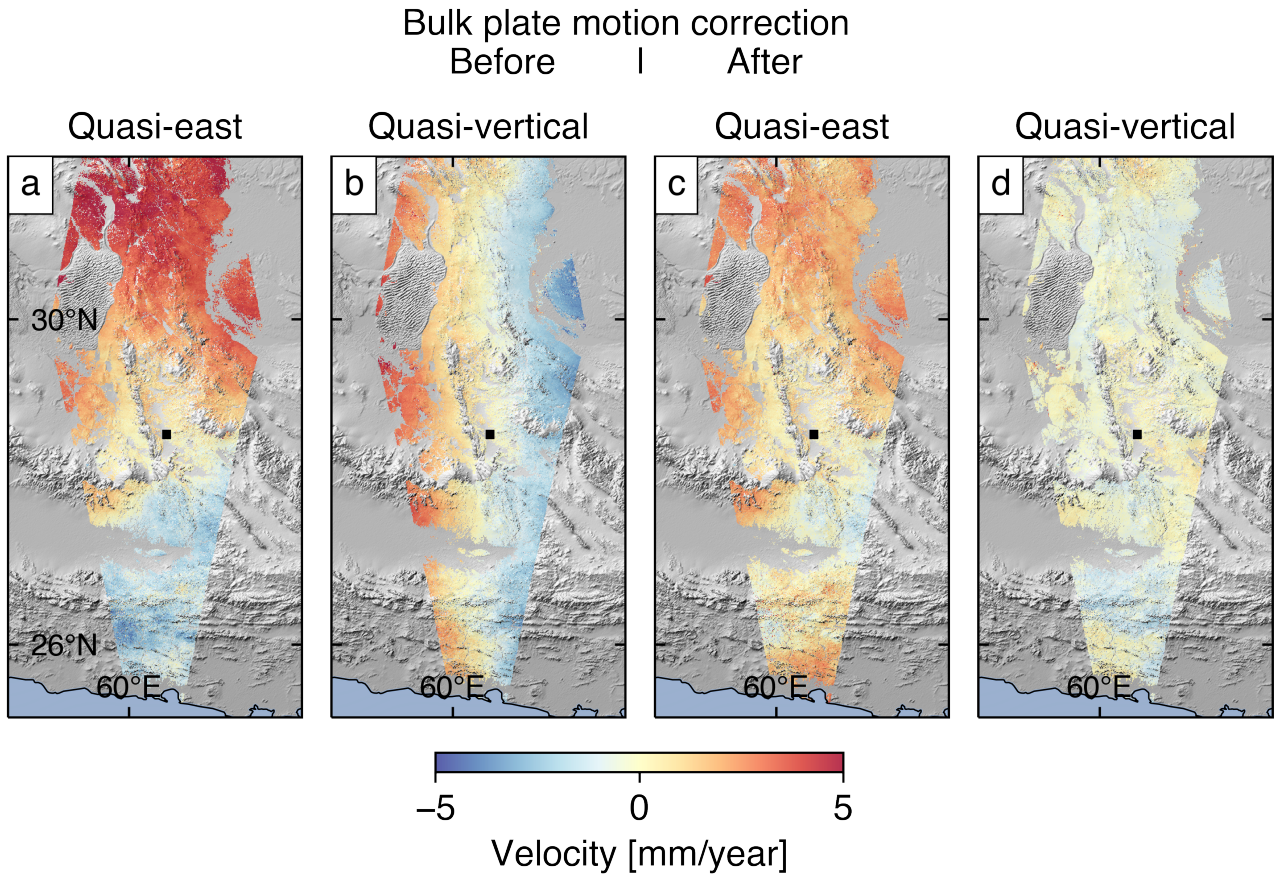 Bulk plate motion correction
Before | After
Quasi-east Quasi-vertical Quasi-east Quasi-vertical
a b c d
30°N
26°N
60°E 60°E 60°E 60°E
−5 0 5
Velocity [mm/year]